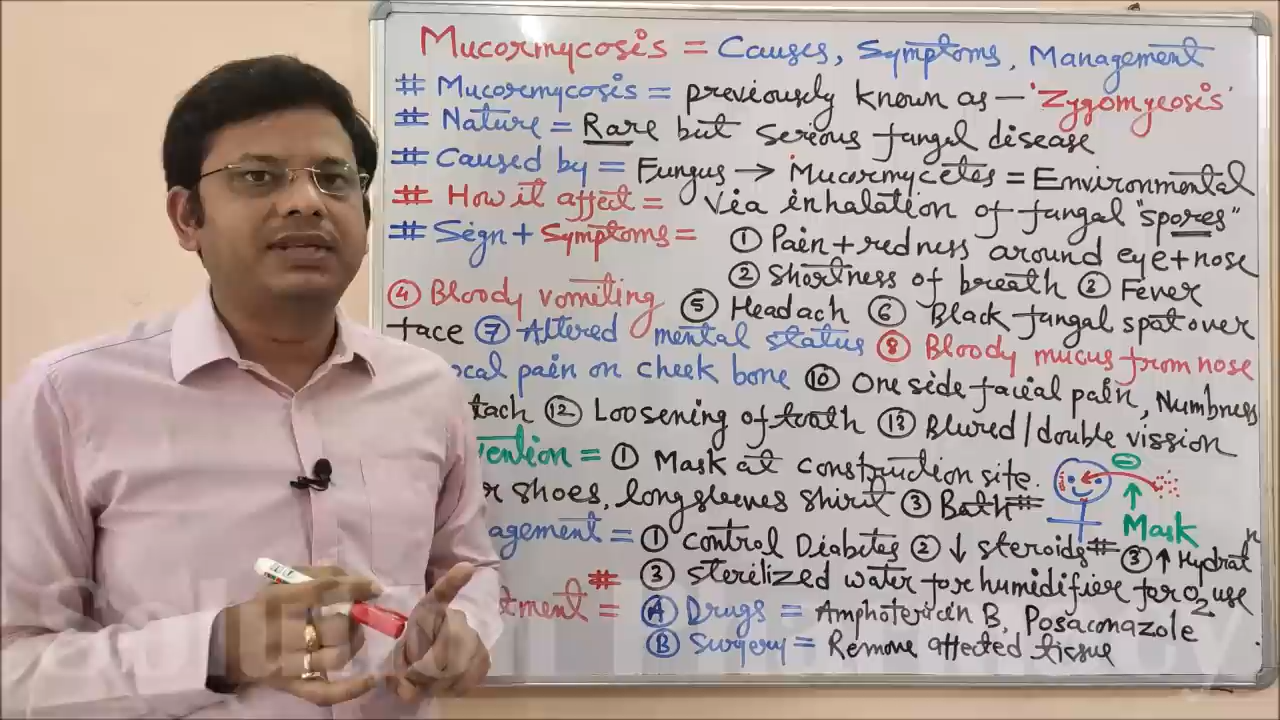 Mucormycosis = Causes, Symptoms, Management
# Mucormycosis = previously known as — 'Zygomycosis'
# Nature = Rare but serious fungal disease
# Caused by = Fungus → Mucormycetes = Environmental
# How it affect = Via inhalation of fungal "spores"
# Sign + Symptoms = ① Pain + redness around eye + nose
② Shortness of breath ③ Fever
④ Bloody vomiting ⑤ Headach ⑥ Black fungal spot over
face ⑦ Altered mental status ⑧ Bloody mucus from nose
ocal pain on cheek bone ⑩ One side facial pain, Numbness
tach ⑫ Loosening of tooth ⑬ Blured/double vission
vention = ① Mask at construction site.
r shoes, long sleeves shirt ③ Bath#
Mask
agement = ① control Diabetes ② ↓ steroids# ③ ↑ Hydratn
③ sterilized water for humidifier for O2 use
tment = # Ⓐ Drugs = Amphotericin B, Posaconazole
Ⓑ Surgery = Remove affected tissue
Solution Pharmacy